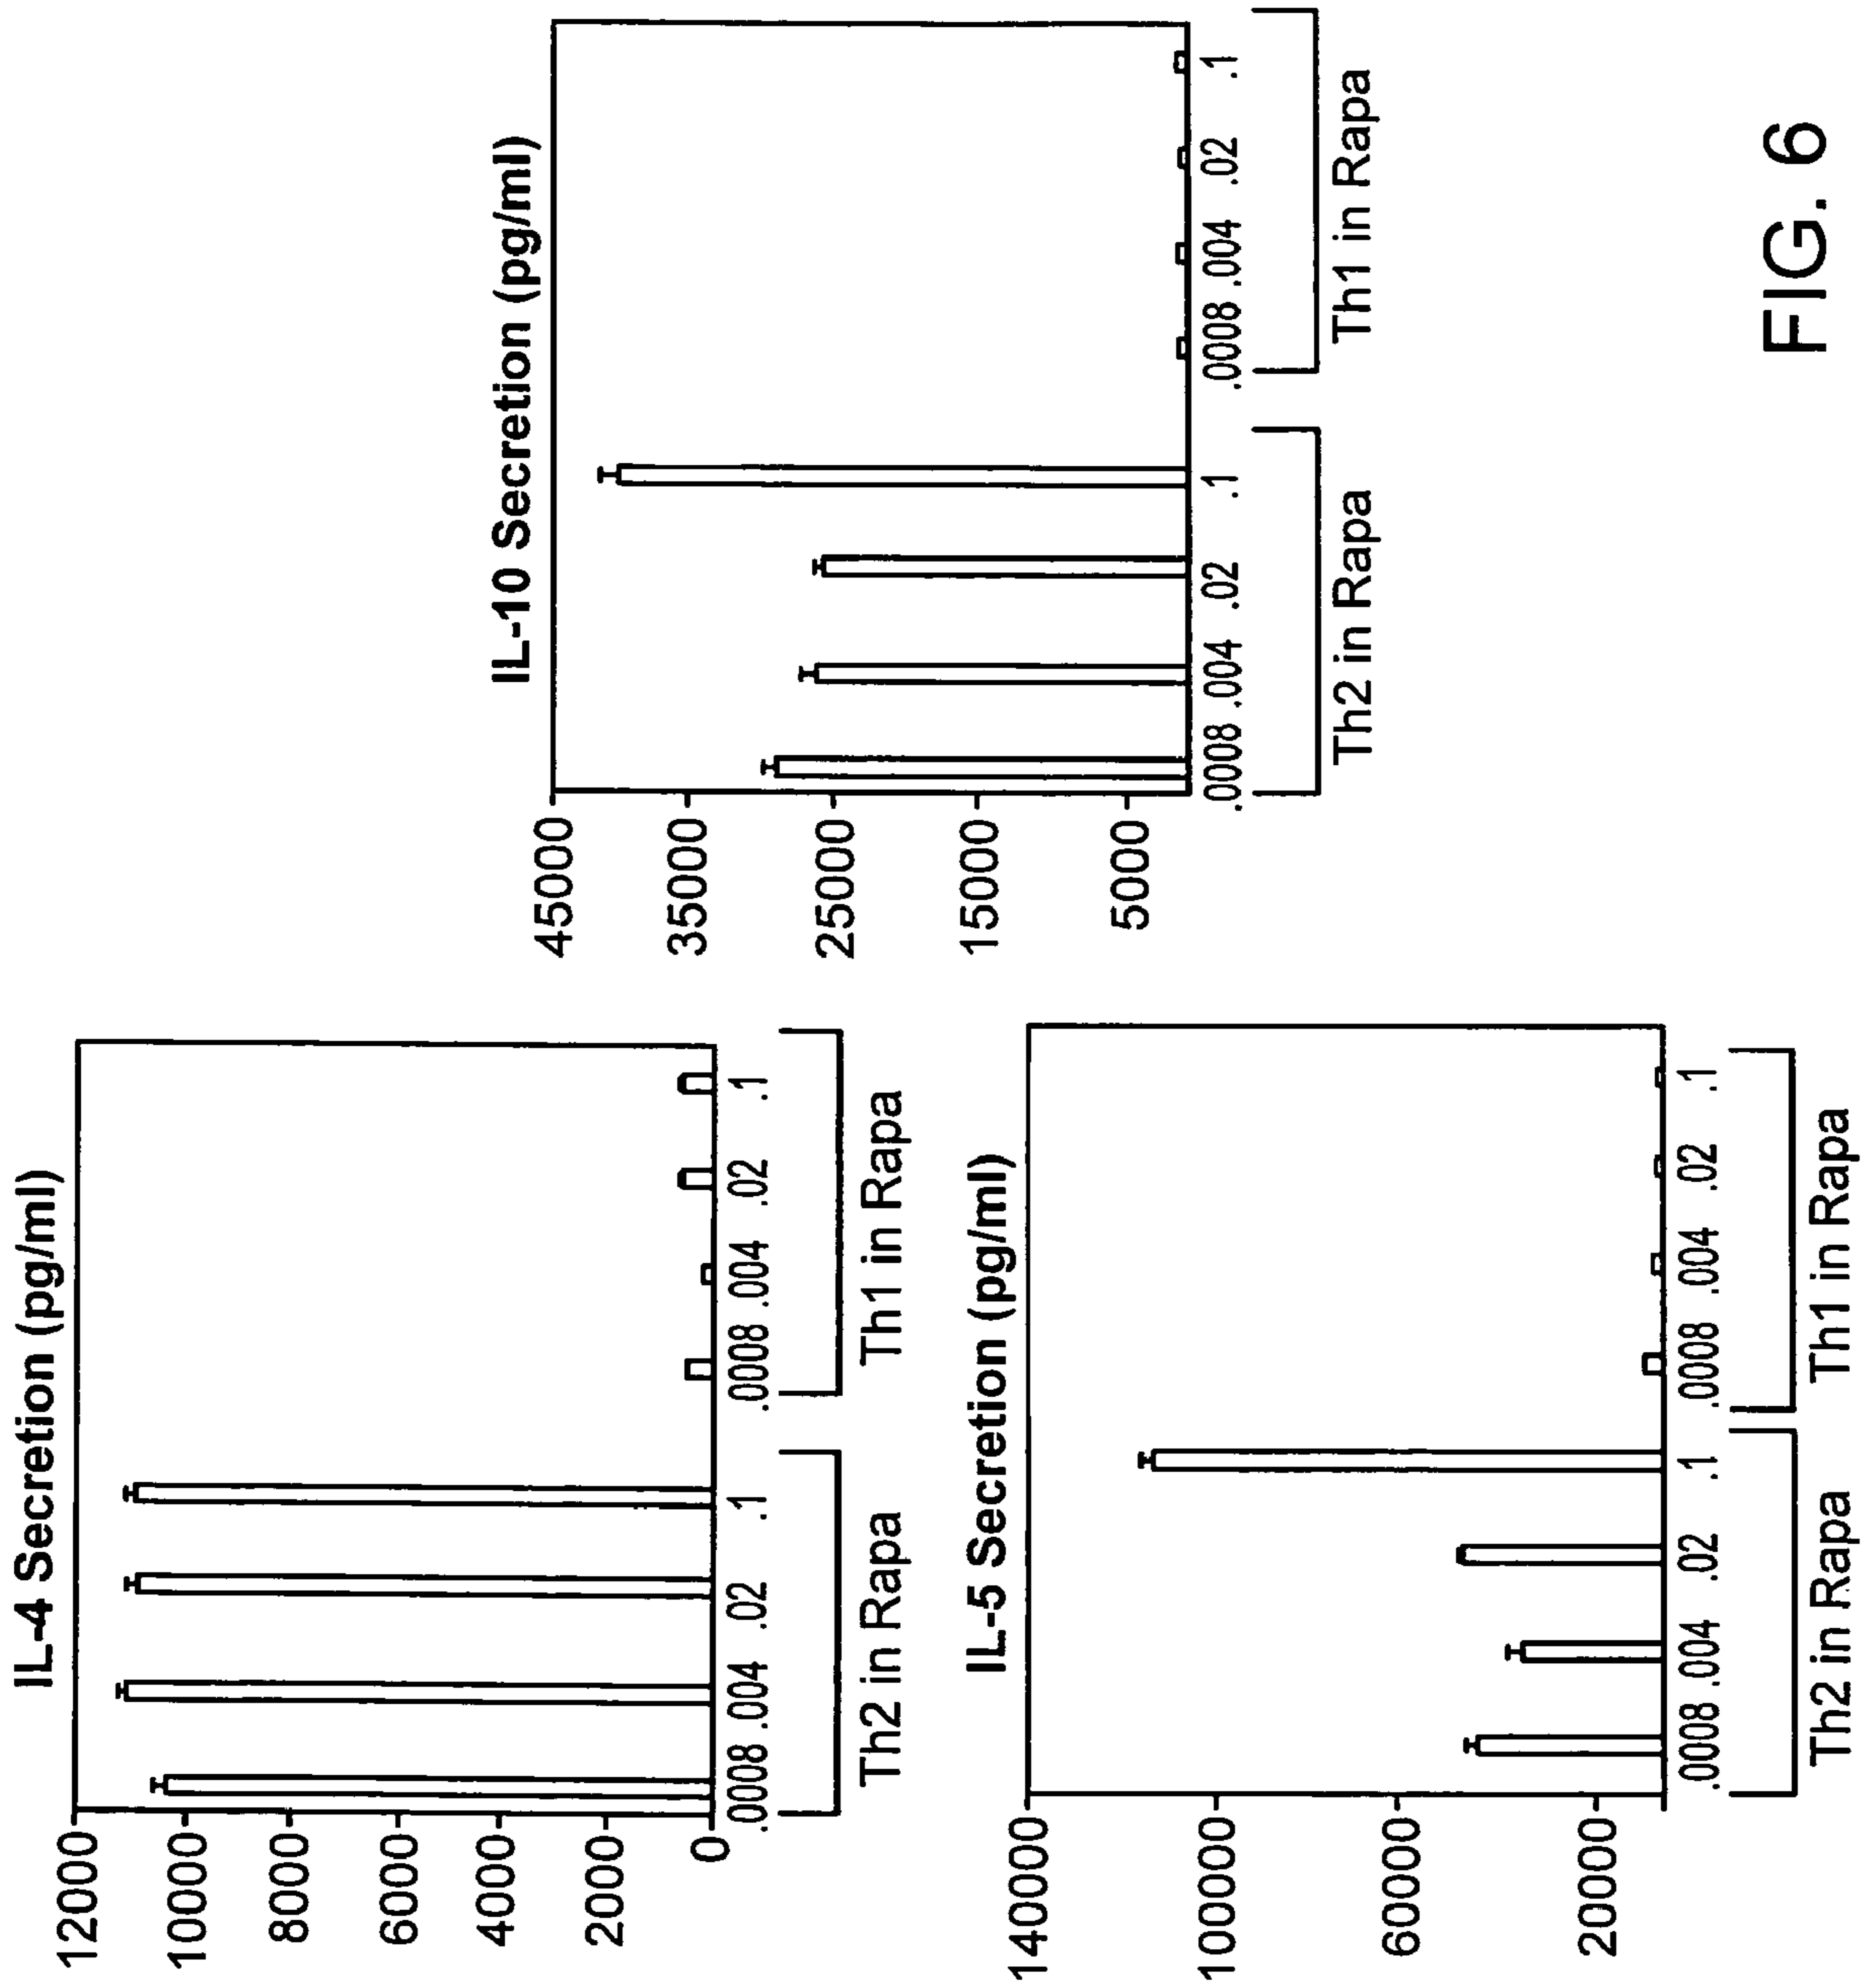 IL-4 Secretion (pg/ml)
12000
10000
8000
6000
4000
2000
0
.0008 .004 .02 .1 .0008 .004 .02 .1
Th2 in Rapa Th1 in Rapa
IL-5 Secretion (pg/ml)
140000
100000
60000
20000
.0008 .004 .02 .1 .0008 .004 .02 .1
Th2 in Rapa Th1 in Rapa
IL-10 Secretion (pg/ml)
45000
35000
25000
15000
5000
.0008 .004 .02 .1 .0008 .004 .02 .1
Th2 in Rapa Th1 in Rapa
FIG. 6